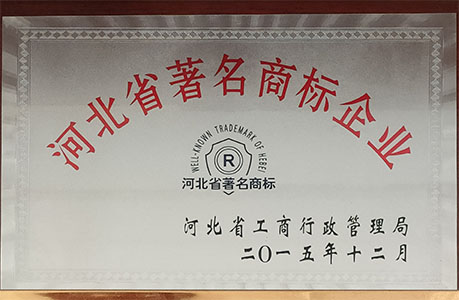 河北省著名商标企业
WELL-KNOWN TRADEMARK OF HEBEI
R
河北省著名商标
河北省工商行政管理局
二〇一五年十二月